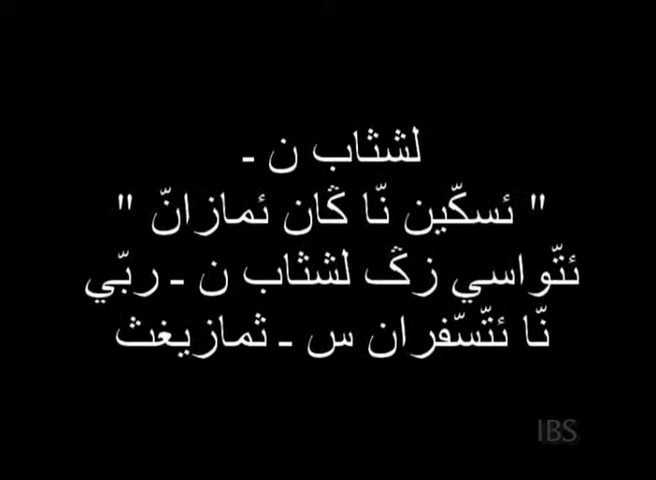 لشثاب ن ـ
" ئسكّين نّا ݣان ئمازانّ "
ئتّواسي زݣ لشثاب ن ـ ربّي
نّا ئتّسّفران س ـ ثمازيغث
IBS